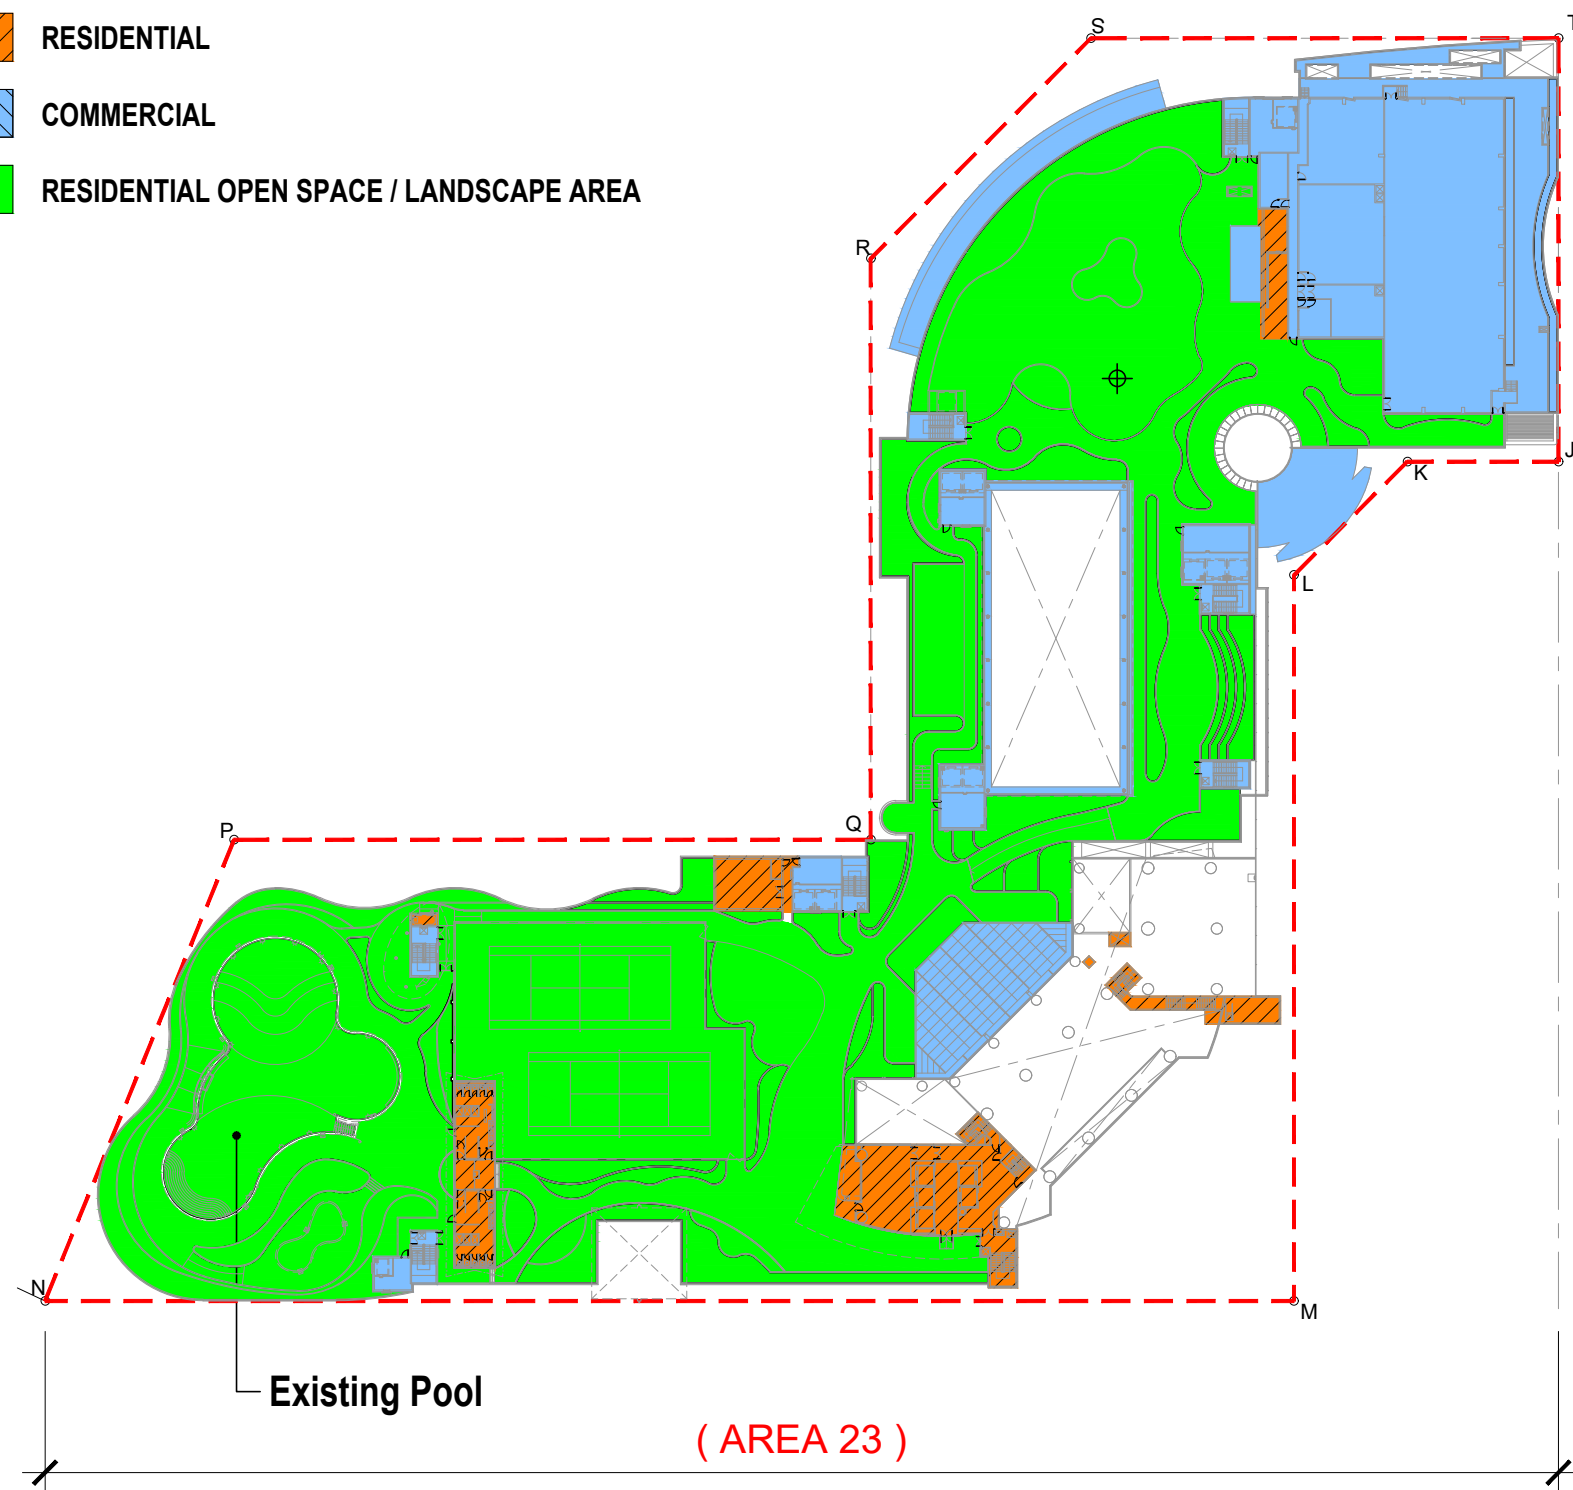 S
T
RESIDENTIAL
COMMERCIAL
RESIDENTIAL OPEN SPACE / LANDSCAPE AREA
R
J
K
L
P
Q
N
M
Existing Pool
( AREA 23 )